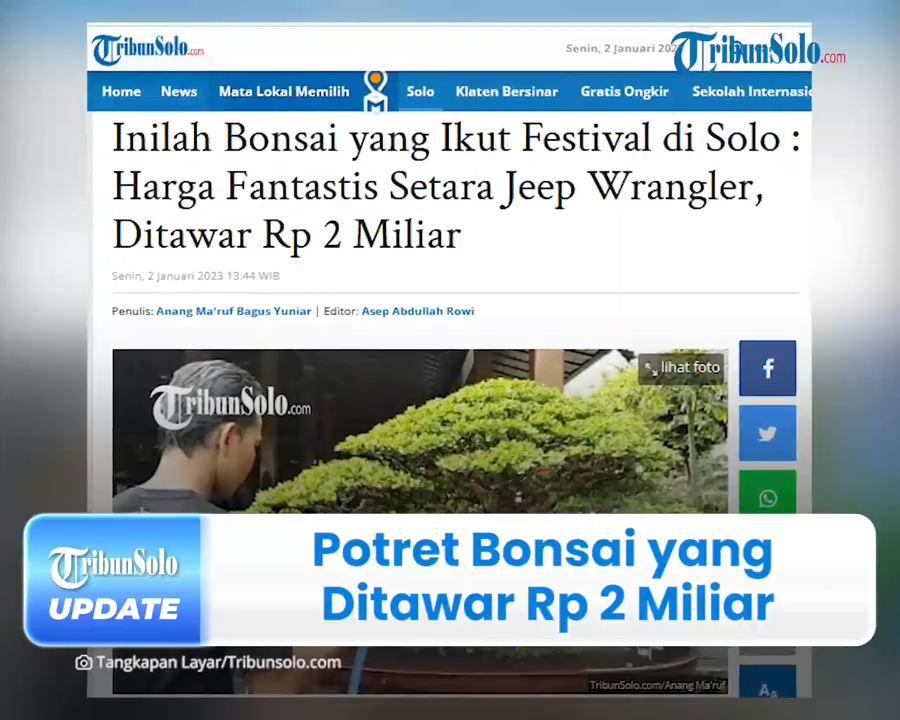 TribunSolo.com
Senin, 2 Januari 202
TribunSolo.com
Home News Mata Lokal Memilih Solo Klaten Bersinar Gratis Ongkir Sekolah Internasio
Inilah Bonsai yang Ikut Festival di Solo :
Harga Fantastis Setara Jeep Wrangler,
Ditawar Rp 2 Miliar
Senin, 2 Januari 2023 13:44 WIB
Penulis: Anang Ma'ruf Bagus Yuniar | Editor: Asep Abdullah Rowi
lihat foto
TribunSolo.com
f
TribunSolo
UPDATE
Potret Bonsai yang
Ditawar Rp 2 Miliar
Tangkapan Layar/Tribunsolo.com
TribunSolo.com/Anang Ma'ruf
AA